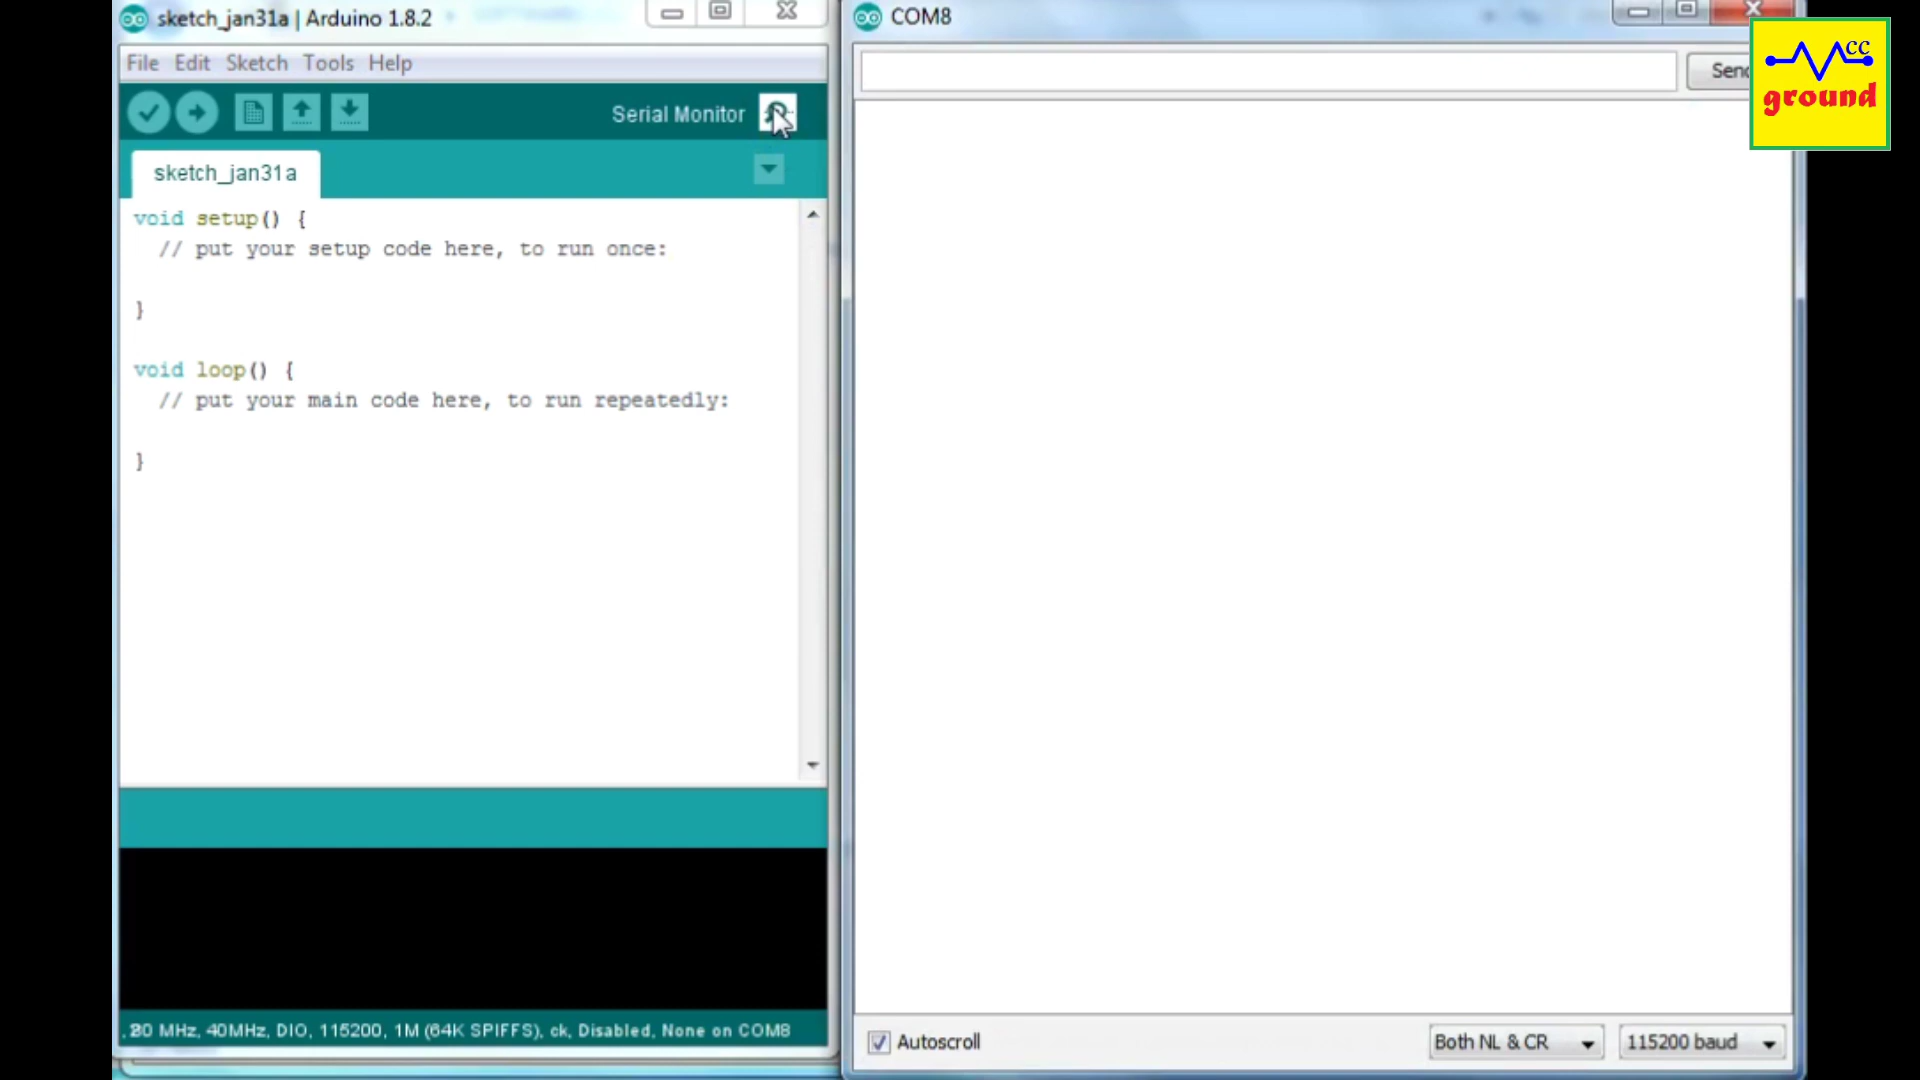 sketch_jan31a | Arduino 1.8.2
File Edit Sketch Tools Help
Serial Monitor
sketch_jan31a
void setup() {
// put your setup code here, to run once:
}
void loop() {
// put your main code here, to run repeatedly:
}
MHz, 40MHz, DIO, 115200, 1M (64K SPIFFS), ck, Disabled, None on COM8
COM8
Send
Autoscroll
Both NL & CR
115200 baud
cc
ground